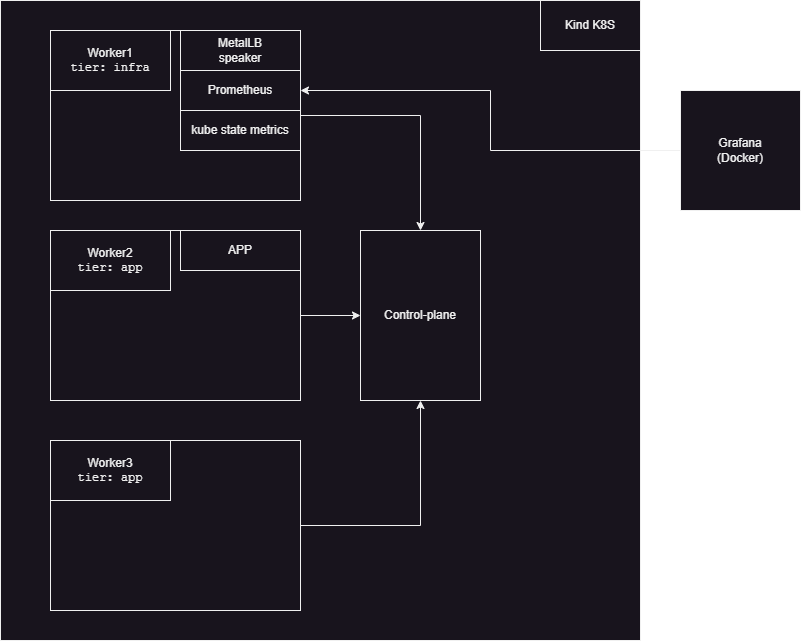 Kind K8S
Worker1
tier: infra
MetalLB
speaker
Prometheus
kube state metrics
Grafana
(Docker)
Worker2
tier: app
APP
Control-plane
Worker3
tier: app